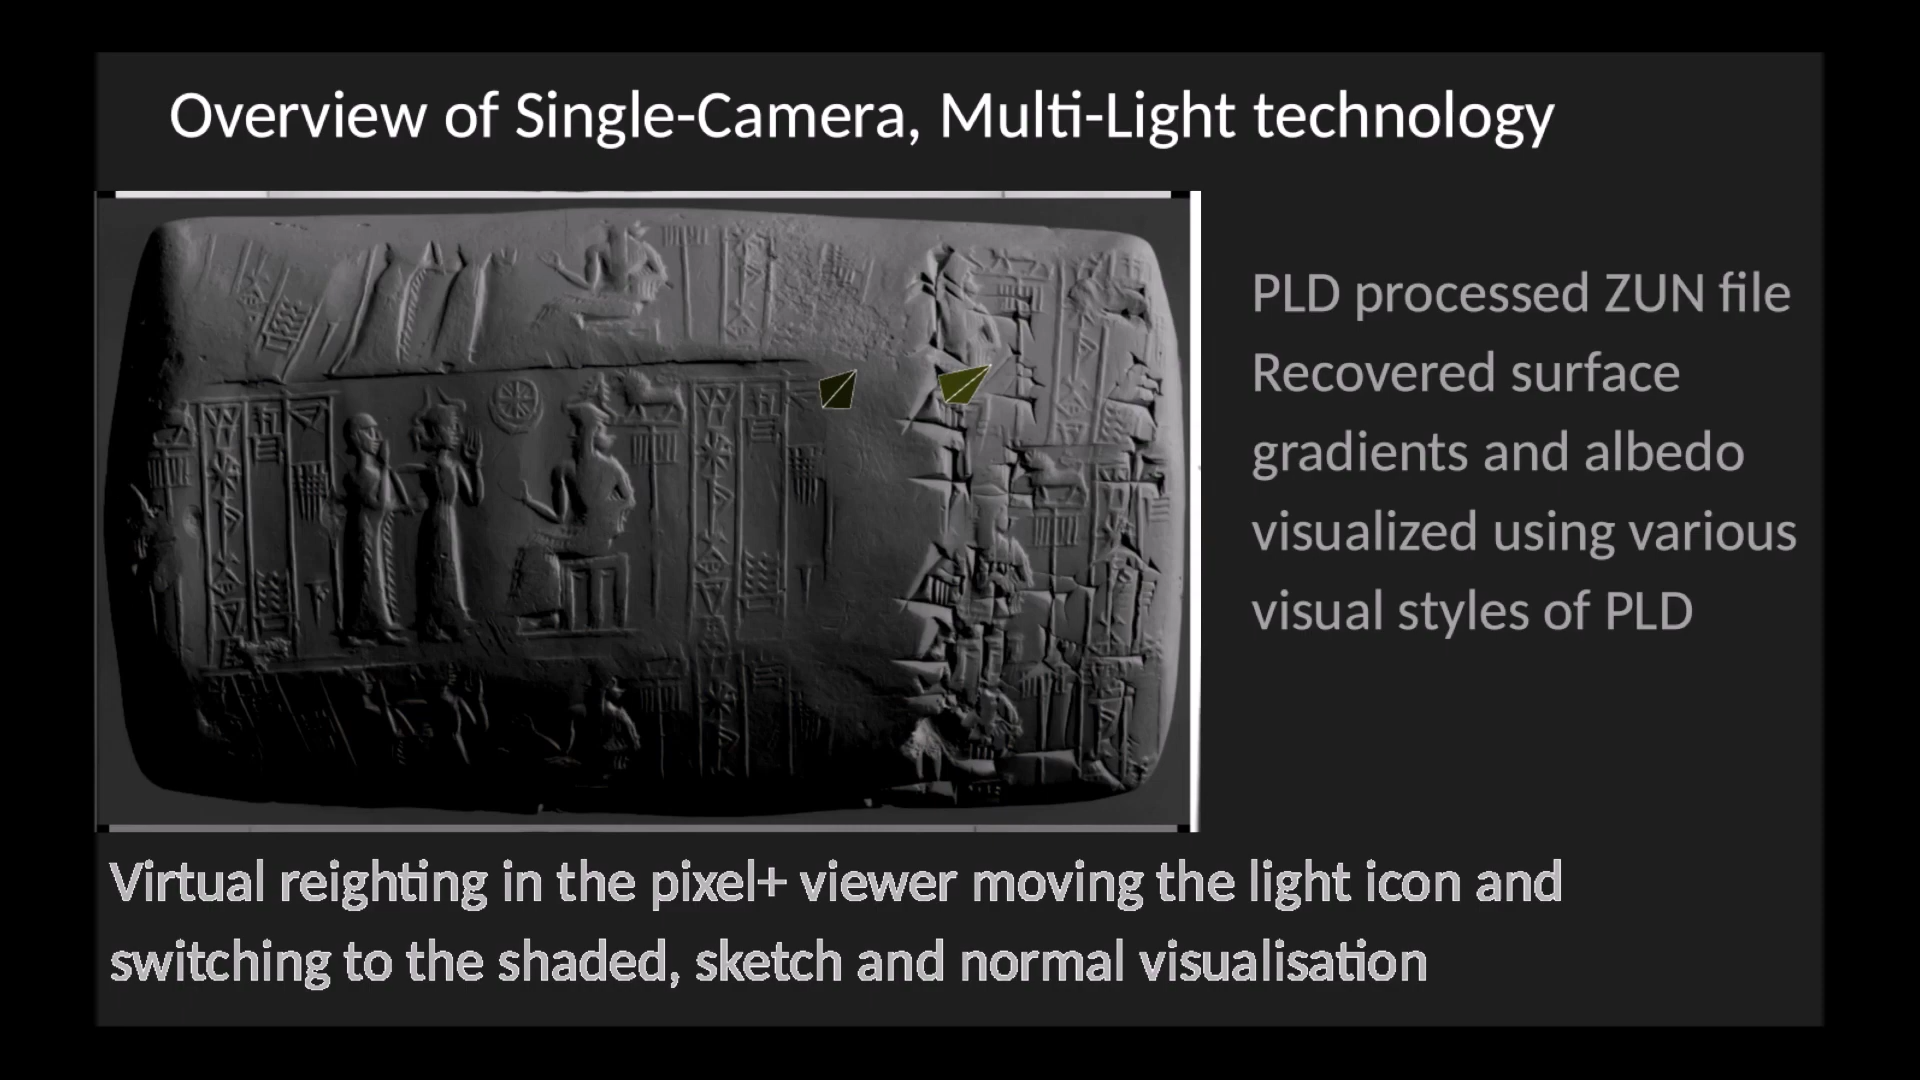 Overview of Single-Camera, Multi-Light technology
PLD processed ZUN file
Recovered surface
gradients and albedo
visualized using various
visual styles of PLD
Virtual reighting in the pixel+ viewer moving the light icon and
switching to the shaded, sketch and normal visualisation